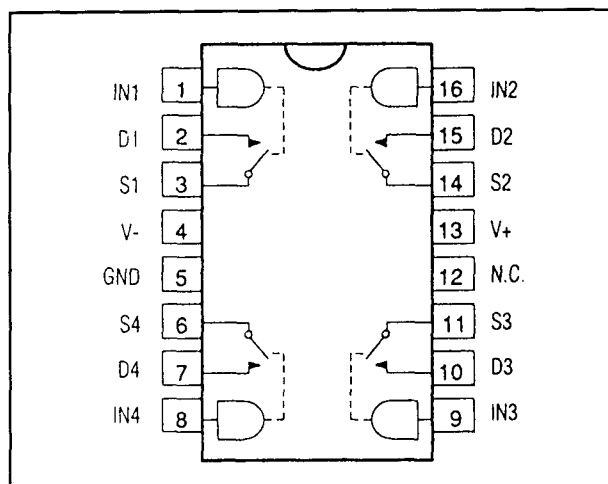 IN1 1 16 IN2
D1 2 15 D2
S1 3 14 S2
V- 4 13 V+
GND 5 12 N.C.
S4 6 11 S3
D4 7 10 D3
IN4 8 9 IN3